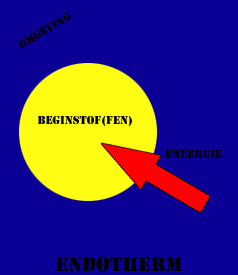 OMGEVING
BEGINSTOF(FEN)
ENERGIE
ENDOTHERM